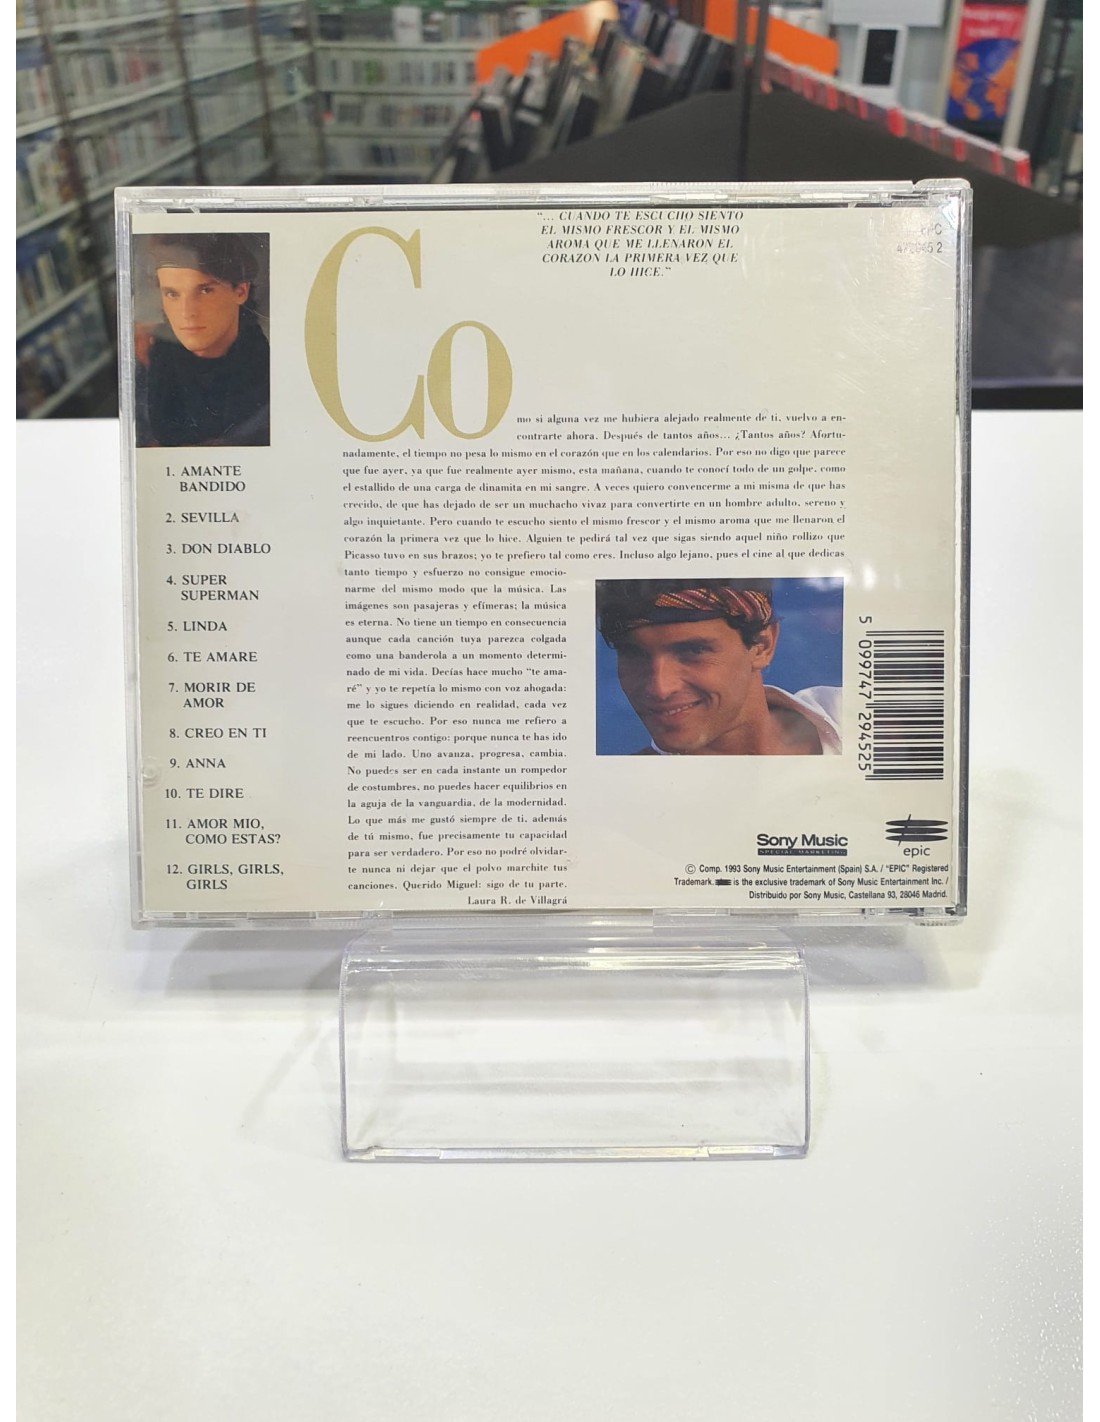 "... CUANDO TE ESCUCHO SIENTO
EL MISMO FRESCOR Y EL MISMO
AROMA QUE ME LLENARON EL
CORAZON LA PRIMERA VEZ QUE
LO HICE."
EPIC
Co
mo si alguna vez me hubiera alejado realmente de ti, vuelvo a en-
contrarte ahora. Después de tantos años... ¿Tantos años? Afortu-
nadamente, el tiempo no pesa lo mismo en el corazón que en los calendarios. Por eso no digo que parece
que fue ayer, ya que fue realmente ayer mismo, esta mañana, cuando te conocí todo de un golpe, como
el estallido de una carga de dinamita en mi sangre. A veces quiero convencerme a mi misma de que has
crecido, de que has dejado de ser un muchacho vivaz para convertirte en un hombre adulto, sereno y
algo inquietante. Pero cuando te escucho siento el mismo frescor y el mismo aroma que me llenaron el
corazón la primera vez que lo hice. Alguien te pedirá tal vez que sigas siendo aquel niño rollizo que
Picasso tuvo en sus brazos; yo te prefiero tal como eres. Incluso algo lejano, pues el cine al que dedicas
tanto tiempo y esfuerzo no consigue emocio-
narme del mismo modo que la música. Las
imágenes son pasajeras y efímeras; la música
es eterna. No tiene un tiempo en consecuencia
aunque cada canción tuya parezca colgada
como una banderola a un momento determi-
nado de mi vida. Decías hace mucho "te ama-
ré" y yo te repetía lo mismo con voz ahogada:
me lo sigues diciendo en realidad, cada vez
que te escucho. Por eso nunca me refiero a
reencuentros contigo: porque nunca te has ido
de mi lado. Uno avanza, progresa, cambia.
No puedes ser en cada instante un rompedor
de costumbres, no puedes hacer equilibrios en
la aguja de la vanguardia, de la modernidad.
Lo que más me gustó siempre de ti, además
de tú mismo, fue precisamente tu capacidad
para ser verdadero. Por eso no podré olvidar-
te nunca ni dejar que el polvo marchite tus
canciones. Querido Miguel: sigo de tu parte.
Laura R. de Villagrá
1. AMANTE
BANDIDO
2. SEVILLA
3. DON DIABLO
4. SUPER
SUPERMAN
5. LINDA
6. TE AMARE
7. MORIR DE
AMOR
8. CREO EN TI
9. ANNA
10. TE DIRE
11. AMOR MIO,
COMO ESTAS?
12. GIRLS, GIRLS,
GIRLS
5 099747 294525
Sony Music
SPECIAL MARKETING
epic
© Comp. 1993 Sony Music Entertainment (Spain) S.A. / "EPIC" Registered
Trademark. is the exclusive trademark of Sony Music Entertainment Inc. /
Distribuido por Sony Music, Castellana 93, 28046 Madrid.